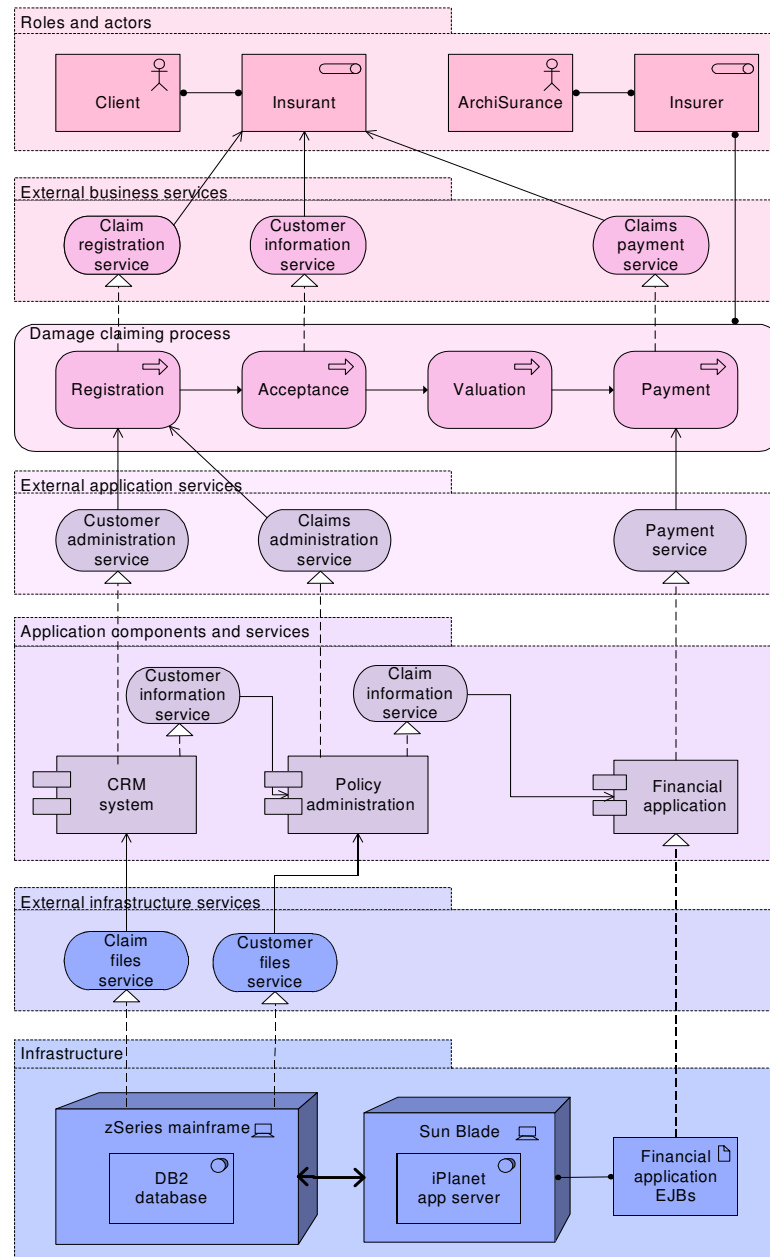 Roles and actors
Client
Insurant
ArchiSurance
Insurer
External business services
Claim
registration
service
Customer
information
service
Claims
payment
service
Damage claiming process
Registration
Acceptance
Valuation
Payment
External application services
Customer
administration
service
Claims
administration
service
Payment
service
Application components and services
Customer
information
service
Claim
information
service
CRM
system
Policy
administration
Financial
application
External infrastructure services
Claim
files
service
Customer
files
service
Infrastructure
zSeries mainframe
DB2
database
Sun Blade
iPlanet
app server
Financial
application
EJBs